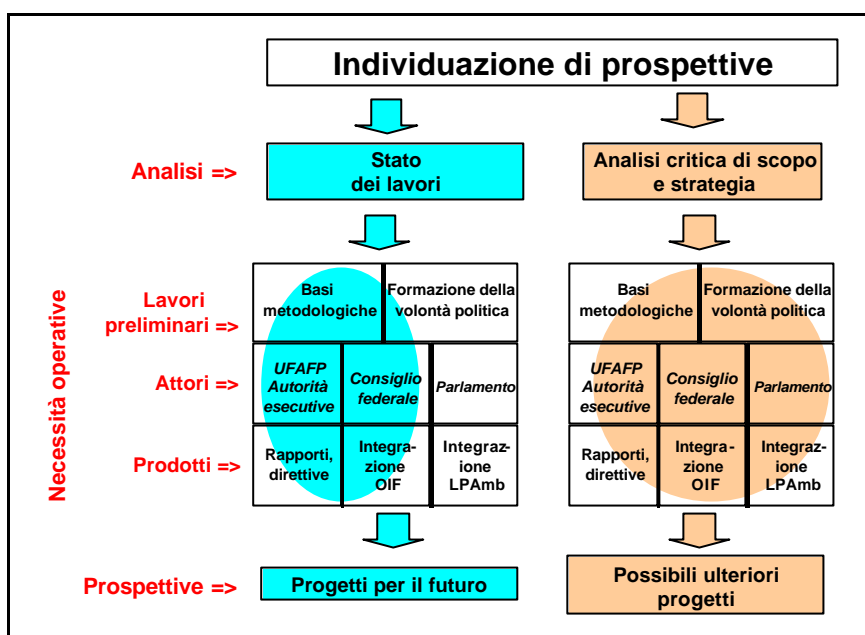 Individuazione di prospettive
Analisi =>
Stato
dei lavori
Analisi critica di scopo
e strategia
Necessità operative
Lavori
preliminari =>
Basi
metodologiche
Formazione della
volontà politica
Basi
metodologiche
Formazione della
volontà politica
Attori =>
UFAFP
Autorità
esecutive
Consiglio
federale
Parlamento
UFAFP
Autorità
esecutive
Consiglio
federale
Parlamento
Prodotti =>
Rapporti,
direttive
Integra-
zione
OIF
Integraz-
ione
LPAmb
Rapporti,
direttive
Integra-
zione
OIF
Integraz-
ione
LPAmb
Prospettive =>
Progetti per il futuro
Possibili ulteriori
progetti